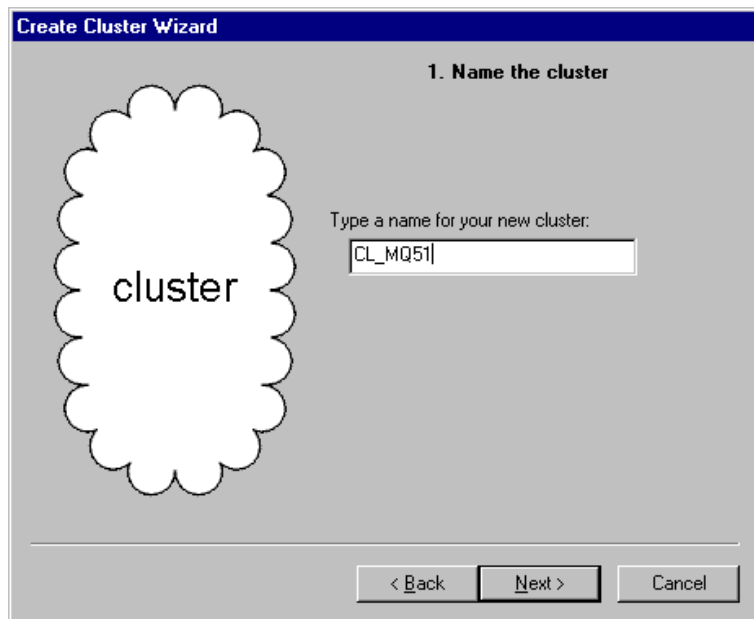 Create Cluster Wizard
1. Name the cluster
cluster
Type a name for your new cluster:
CL_MQ51
< Back
Next >
Cancel